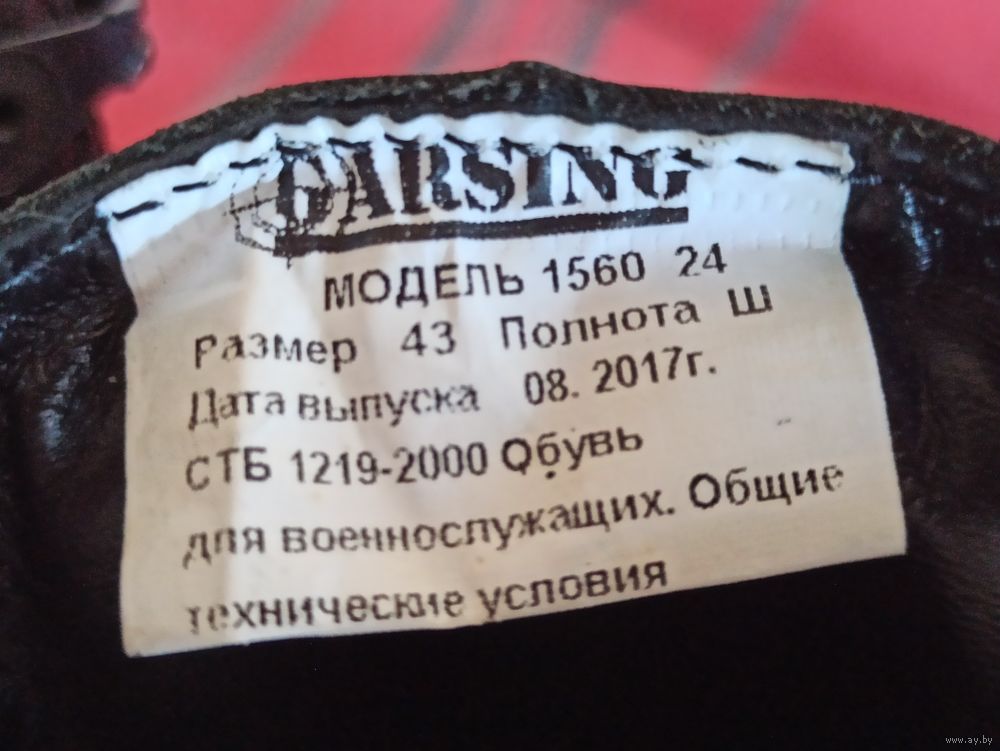 GARSING
МОДЕЛЬ 1560 24
Размер 43 Полнота Ш
Дата выпуска 08. 2017г.
СТБ 1219-2000 Обувь
для военнослужащих. Общие
технические условия
www.ay.by